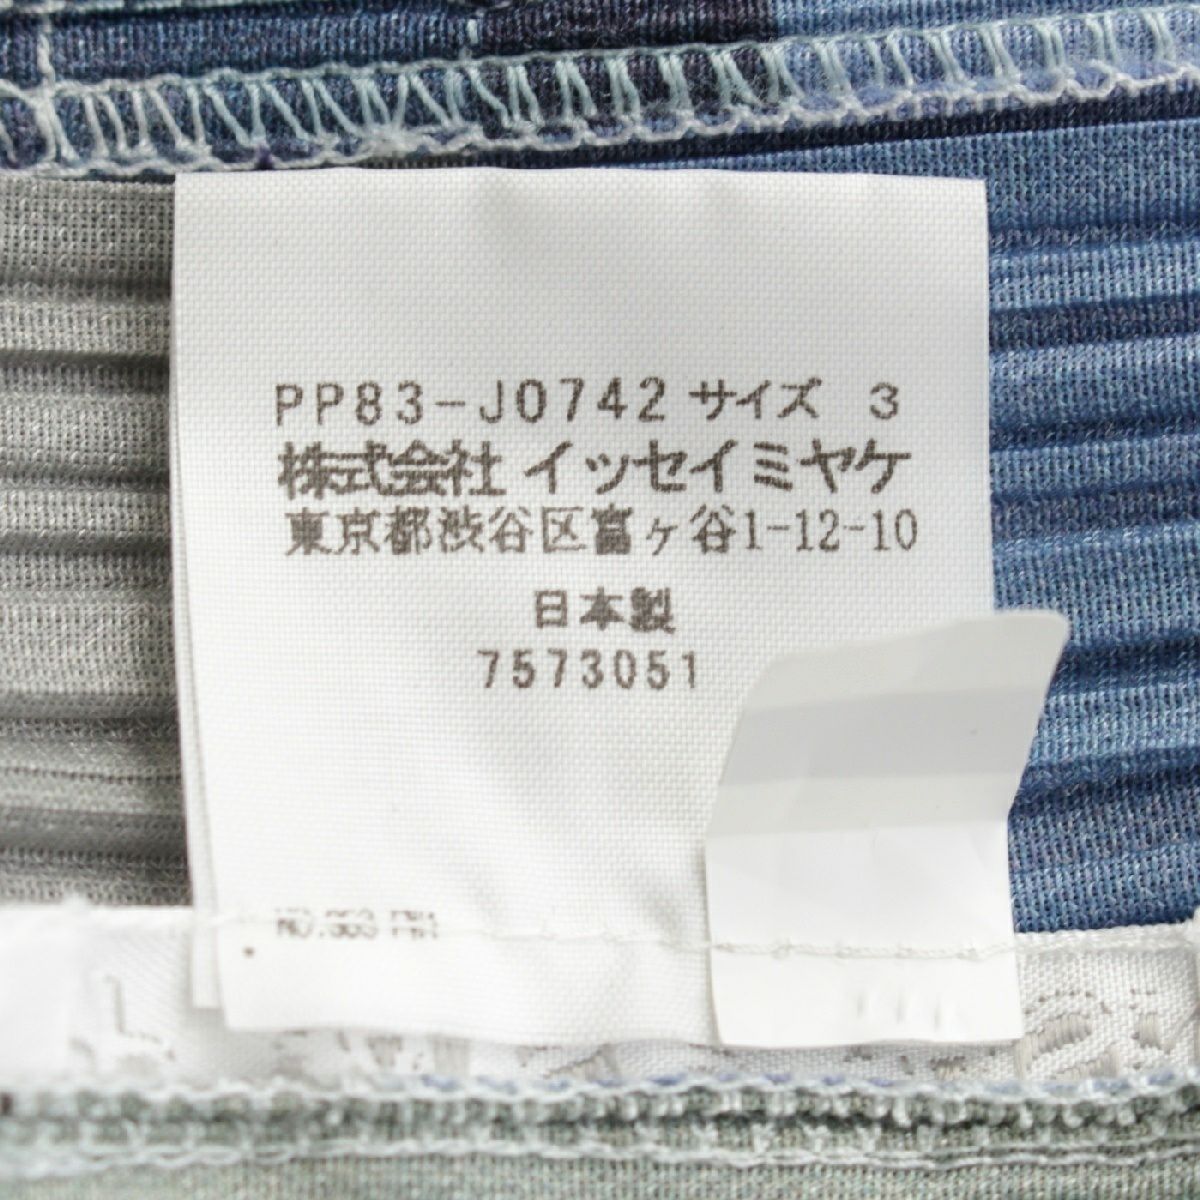 PP83-J0742 サイズ 3
株式会社 イッセイミヤケ
東京都渋谷区富ヶ谷1-12-10
日本製
7573051